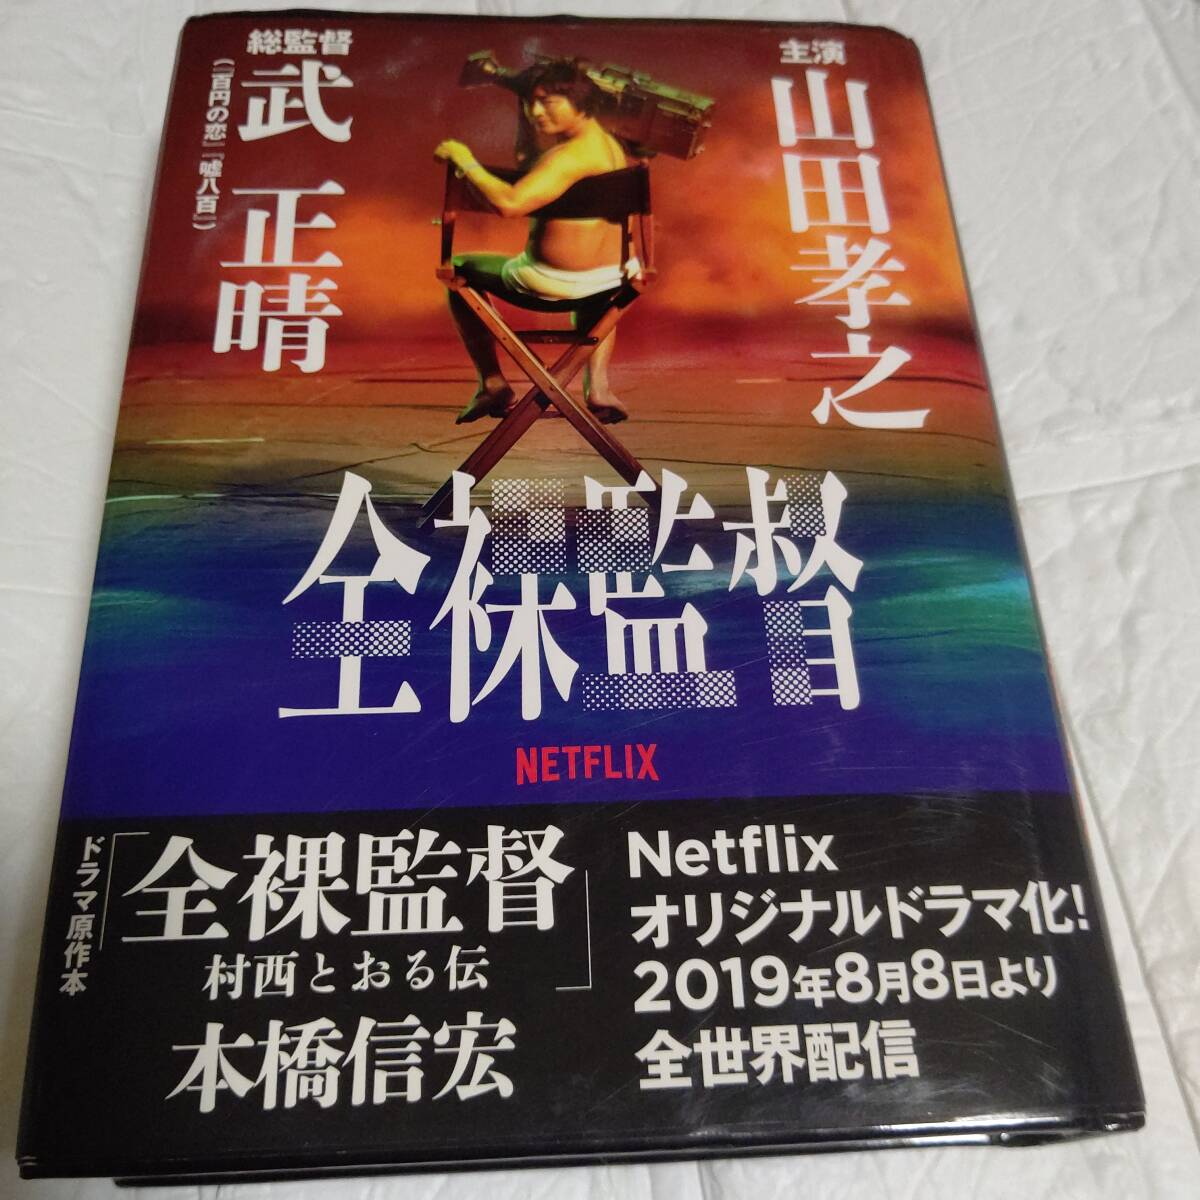 主演
山田孝之
総監督
武 正晴
(『百円の恋』『嘘八百』)
全裸監督
NETFLIX
ドラマ原作本
「全裸監督
村西とおる伝」
本橋信宏
Netflix
オリジナルドラマ化!
2019年8月8日より
全世界配信